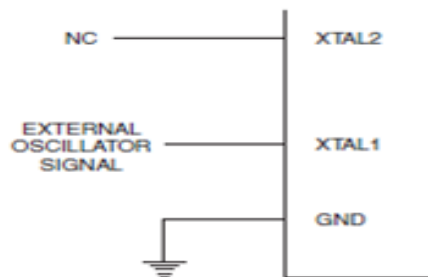 NC
XTAL2
EXTERNAL
OSCILLATOR
SIGNAL
XTAL1
GND